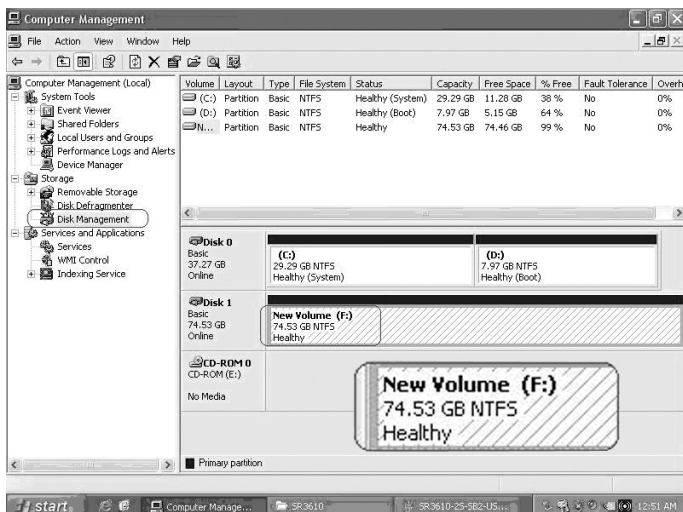 Computer Management
File Action View Window Help
Computer Management (Local)
System Tools
Event Viewer
Shared Folders
Local Users and Groups
Performance Logs and Alerts
Device Manager
Storage
Removable Storage
Disk Defragmenter
Disk Management
Services and Applications
Services
WMI Control
Indexing Service
Volume Layout Type File System Status Capacity Free Space % Free Fault Tolerance Overh
(C:) Partition Basic NTFS Healthy (System) 29.29 GB 11.28 GB 38 % No 0%
(D:) Partition Basic NTFS Healthy (Boot) 7.97 GB 5.15 GB 64 % No 0%
N... Partition Basic NTFS Healthy 74.53 GB 74.46 GB 99 % No 0%
Disk 0
Basic
37.27 GB
Online
(C:)
29.29 GB NTFS
Healthy (System)
(D:)
7.97 GB NTFS
Healthy (Boot)
Disk 1
Basic
74.53 GB
Online
New Volume (F:)
74.53 GB NTFS
Healthy
CD-ROM 0
CD-ROM (E:)
No Media
New Volume (F:)
74.53 GB NTFS
Healthy
Primary partition
start
Computer Manage...
SR3610
SR3610-2S-SB2-US...
12:51 AM